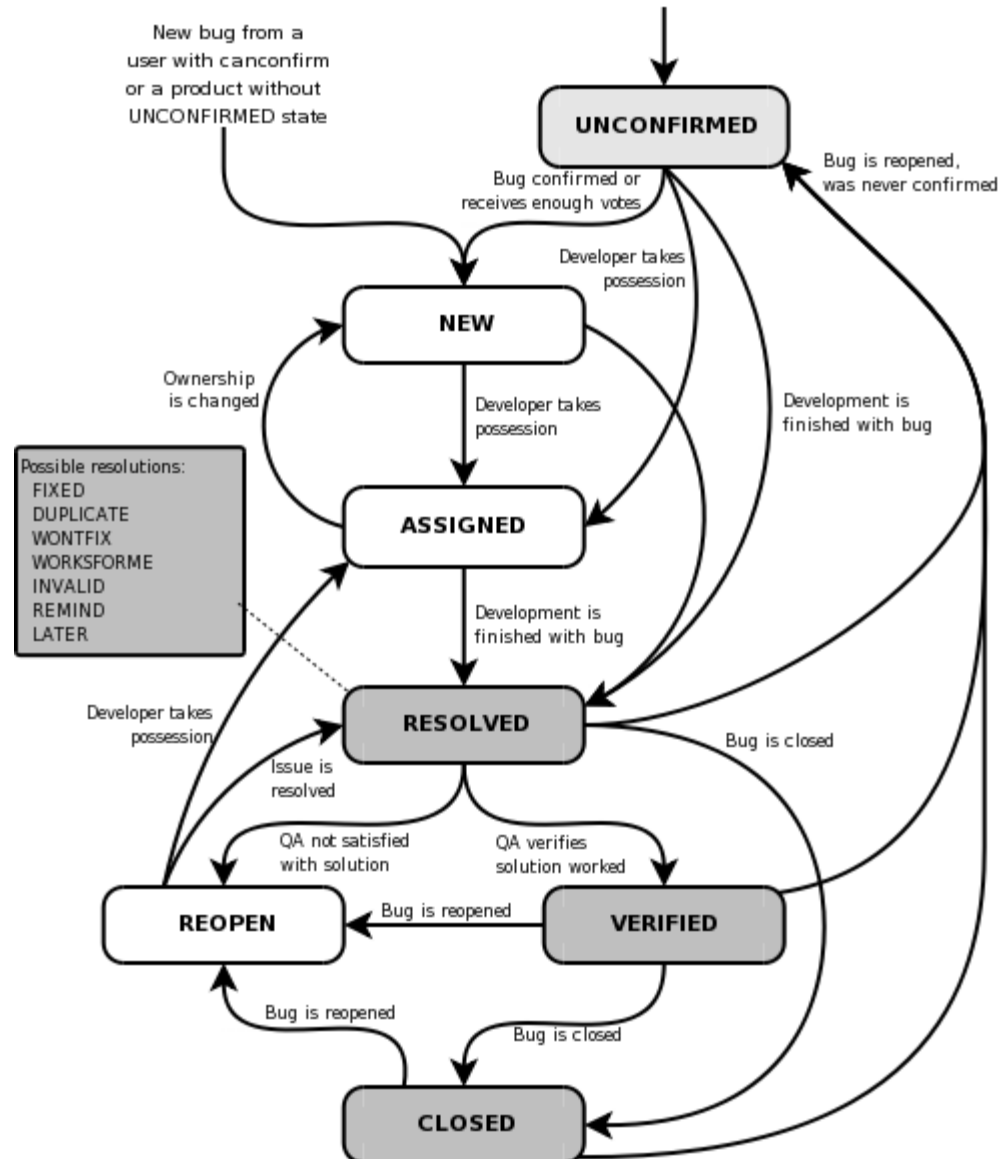 New bug from a
user with canconfirm
or a product without
UNCONFIRMED state
UNCONFIRMED
Bug is reopened,
was never confirmed
Bug confirmed or
receives enough votes
Developer takes
possession
NEW
Ownership
is changed
Developer takes
possession
Development is
finished with bug
Possible resolutions:
FIXED
DUPLICATE
WONTFIX
WORKSFORME
INVALID
REMIND
LATER
ASSIGNED
Development is
finished with bug
Developer takes
possession
RESOLVED
Bug is closed
Issue is
resolved
QA not satisfied
with solution
QA verifies
solution worked
REOPEN
Bug is reopened
VERIFIED
Bug is reopened
Bug is closed
CLOSED